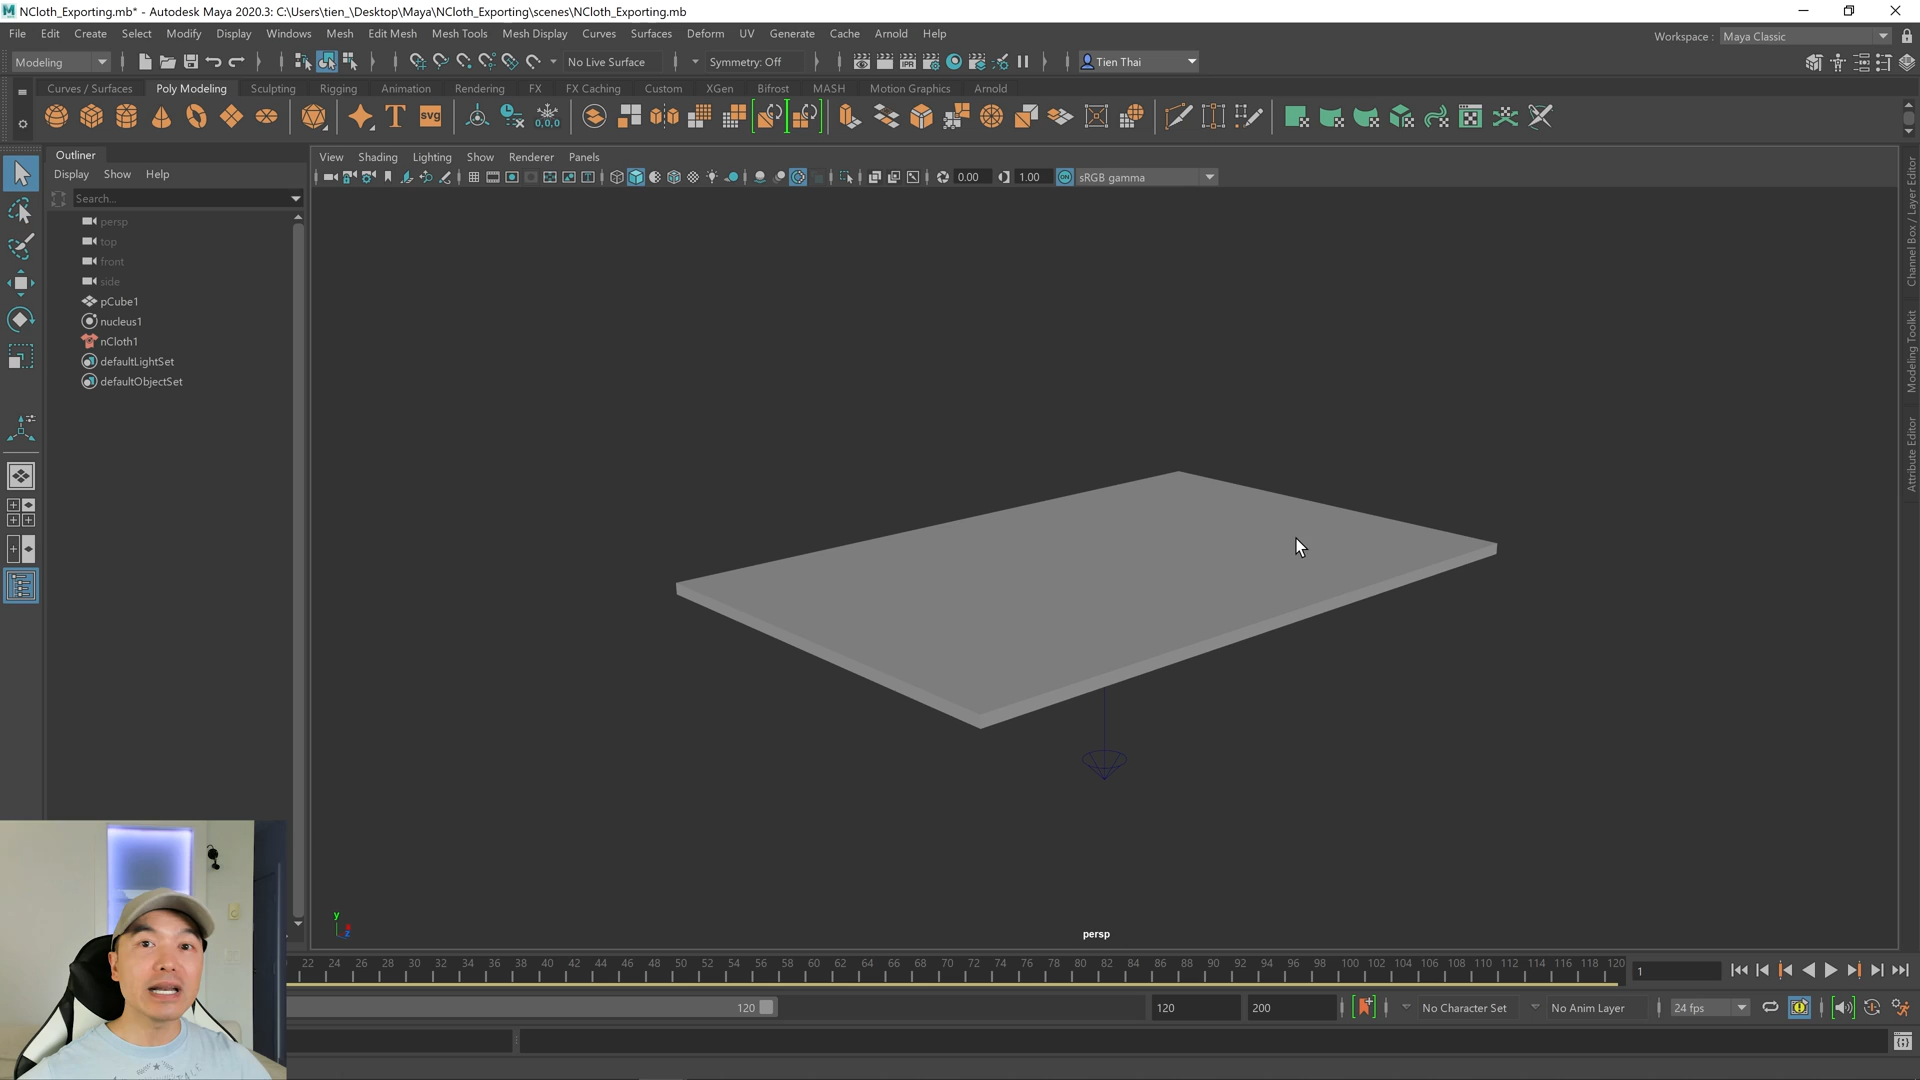 NCloth_Exporting.mb* - Autodesk Maya 2020.3: C:\Users\tien_\Desktop\Maya\NCloth_Exporting\scenes\NCloth_Exporting.mb
File Edit Create Select Modify Display Windows Mesh Edit Mesh Mesh Tools Mesh Display Curves Surfaces Deform UV Generate Cache Arnold Help
Workspace : Maya Classic
Modeling No Live Surface Symmetry: Off Tien Thai
Curves / Surfaces Poly Modeling Sculpting Rigging Animation Rendering FX FX Caching Custom XGen Bifrost MASH Motion Graphics Arnold
T svg 0,0,0
Outliner
Display Show Help
Search...
persp
top
front
side
pCube1
nucleus1
nCloth1
defaultLightSet
defaultObjectSet
View Shading Lighting Show Renderer Panels
IPR 0.00 1.00 ON sRGB gamma
Channel Box / Layer Editor
Modeling Toolkit
Attribute Editor
y
z
persp
22 24 26 28 30 32 34 36 38 40 42 44 46 48 50 52 54 56 58 60 62 64 66 68 70 72 74 76 78 80 82 84 86 88 90 92 94 96 98 100 102 104 106 108 110 112 114 116 118 120
1
120 120 200 No Character Set No Anim Layer 24 fps